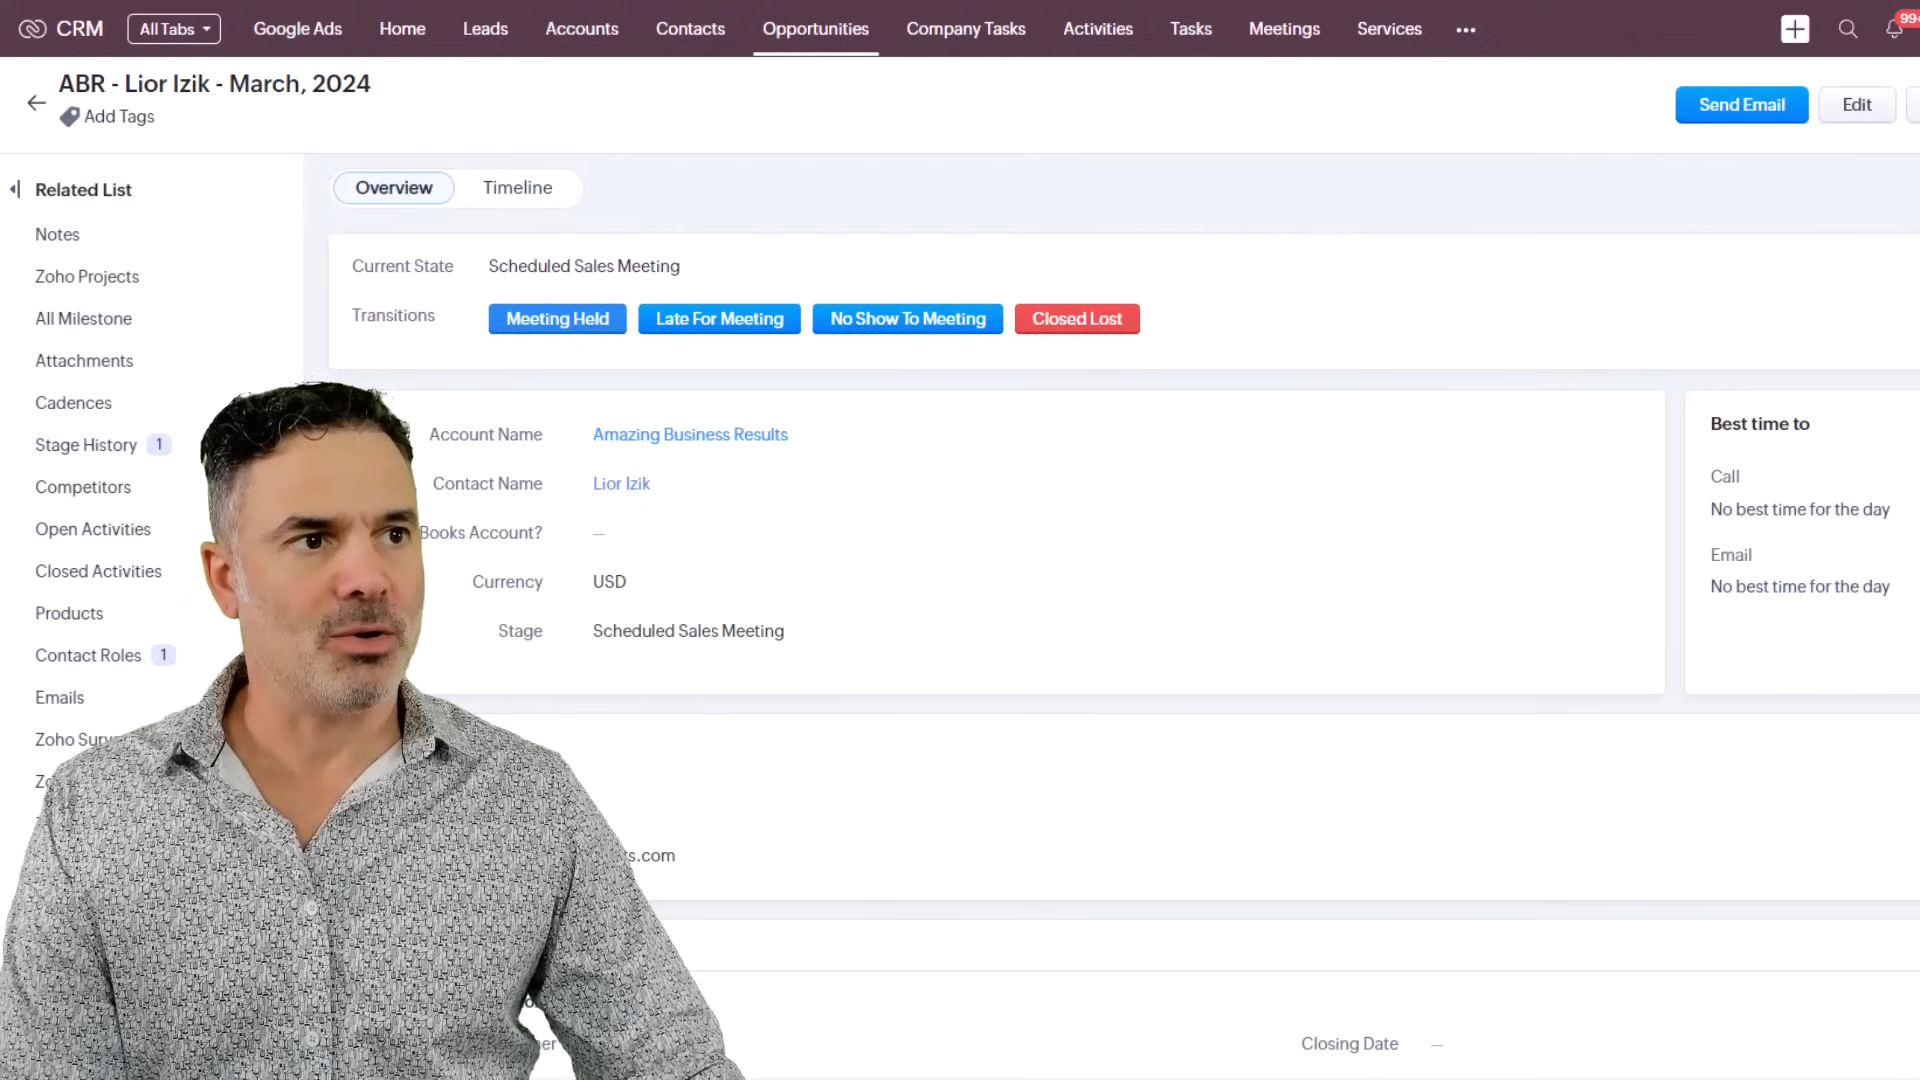 CRM
All Tabs
Google Ads
Home
Leads
Accounts
Contacts
Opportunities
Company Tasks
Activities
Tasks
Meetings
Services
99+
ABR - Lior Izik - March, 2024
Add Tags
Send Email
Edit
Related List
Notes
Zoho Projects
All Milestone
Attachments
Cadences
Stage History 1
Competitors
Open Activities
Closed Activities
Products
Contact Roles 1
Emails
Zoho Surv
Overview
Timeline
Current State Scheduled Sales Meeting
Transitions Meeting Held Late For Meeting No Show To Meeting Closed Lost
Account Name Amazing Business Results
Contact Name Lior Izik
Books Account? —
Currency USD
Stage Scheduled Sales Meeting
s.com
Closing Date —
Best time to
Call
No best time for the day
Email
No best time for the day